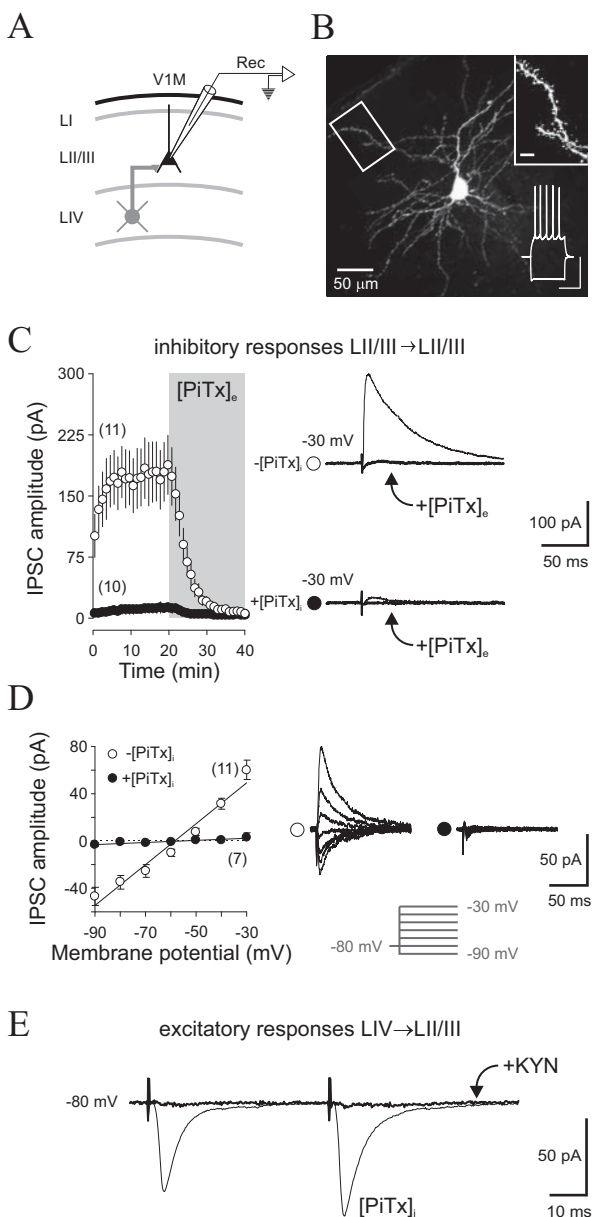 A
Rec
V1M
LI
LII/III
LIV
B
50 μm
C
inhibitory responses LII/III→LII/III
300
225
150
75
0
IPSC amplitude (pA)
(11)
(10)
[PiTx]e
0 10 20 30 40
Time (min)
-30 mV
-[PiTx]i
+[PiTx]e
-30 mV
+[PiTx]i
+[PiTx]e
100 pA
50 ms
D
80
40
0
-40
IPSC amplitude (pA)
-[PiTx]i
+[PiTx]i
(11)
(7)
-90 -70 -50 -30
Membrane potential (mV)
50 pA
50 ms
-30 mV
-80 mV
-90 mV
E
excitatory responses LIV→LII/III
+KYN
-80 mV
[PiTx]i
50 pA
10 ms